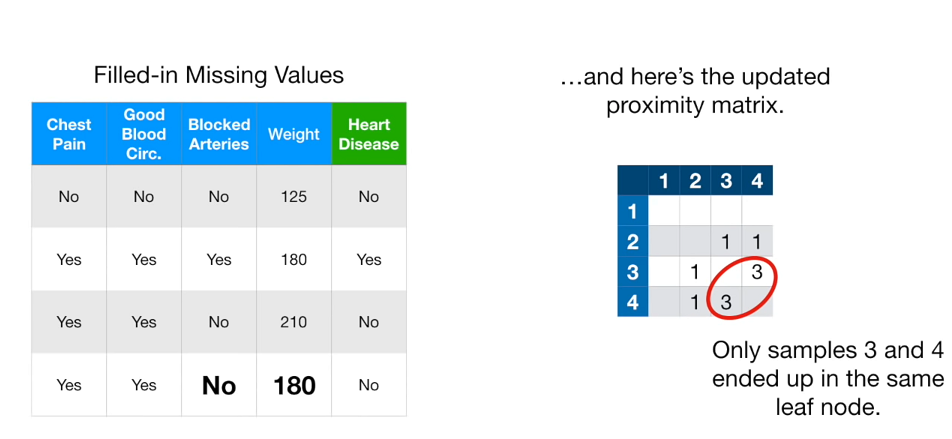 Filled-in Missing Values
Chest Pain Good Blood Circ. Blocked Arteries Weight Heart Disease
No No No 125 No
Yes Yes Yes 180 Yes
Yes Yes No 210 No
Yes Yes No 180 No
…and here's the updated
proximity matrix.
1 2 3 4
1
2 1 1
3 1 3
4 1 3
Only samples 3 and 4
ended up in the same
leaf node.